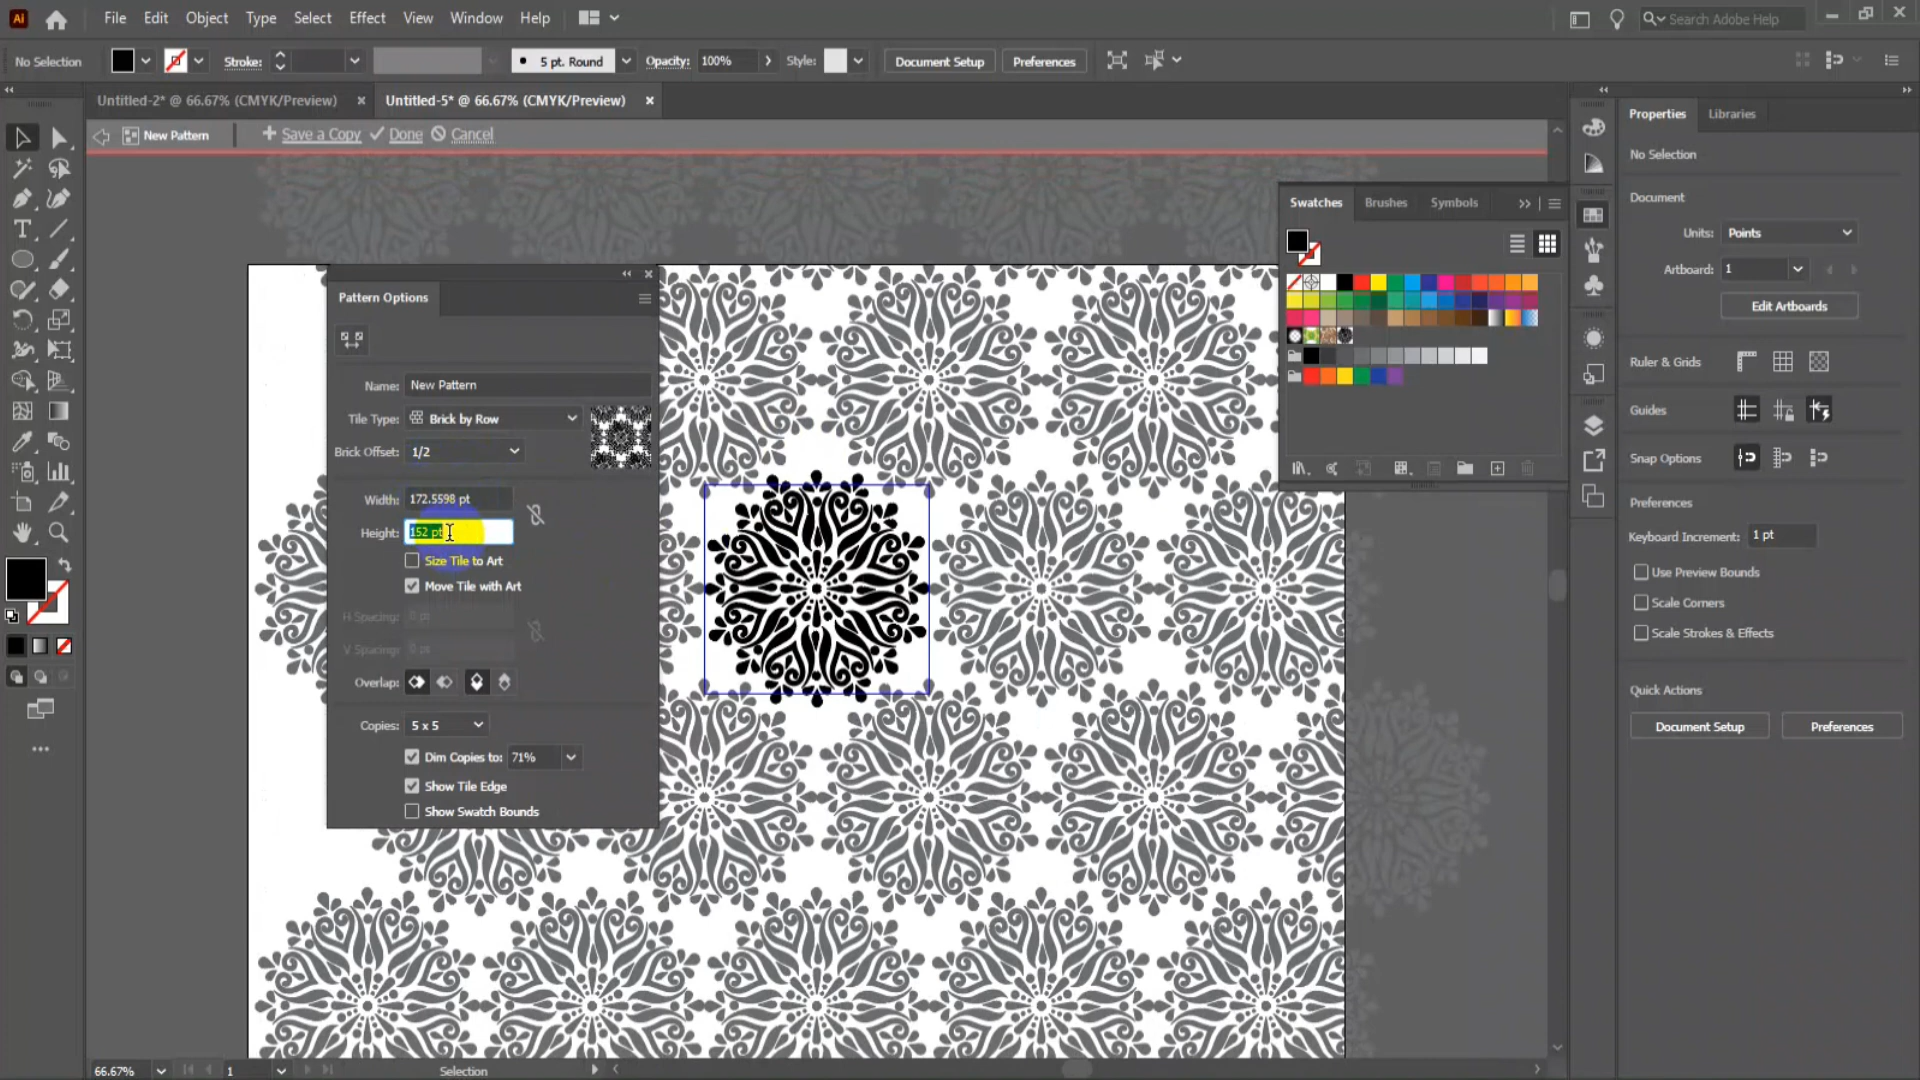 Ai File Edit Object Type Select Effect View Window Help Search Adobe Help
No Selection Stroke: 5 pt. Round Opacity: 100% Style: Document Setup Preferences
Untitled-2* @ 66.67% (CMYK/Preview) × Untitled-5* @ 66.67% (CMYK/Preview) ×
New Pattern + Save a Copy Done Cancel
Pattern Options
Name: New Pattern
Tile Type: Brick by Row
Brick Offset: 1/2
Width: 172.5598 pt
Height: 152 pt
Size Tile to Art
Move Tile with Art
H Spacing: 0 pt
V Spacing: 0 pt
Overlap:
Copies: 5 x 5
Dim Copies to: 71%
Show Tile Edge
Show Swatch Bounds
Swatches Brushes Symbols
Properties Libraries
No Selection
Document
Units: Points
Artboard: 1
Edit Artboards
Ruler & Grids
Guides
Snap Options
Preferences
Keyboard Increment: 1 pt
Use Preview Bounds
Scale Corners
Scale Strokes & Effects
Quick Actions
Document Setup Preferences
66.67% 1 Selection